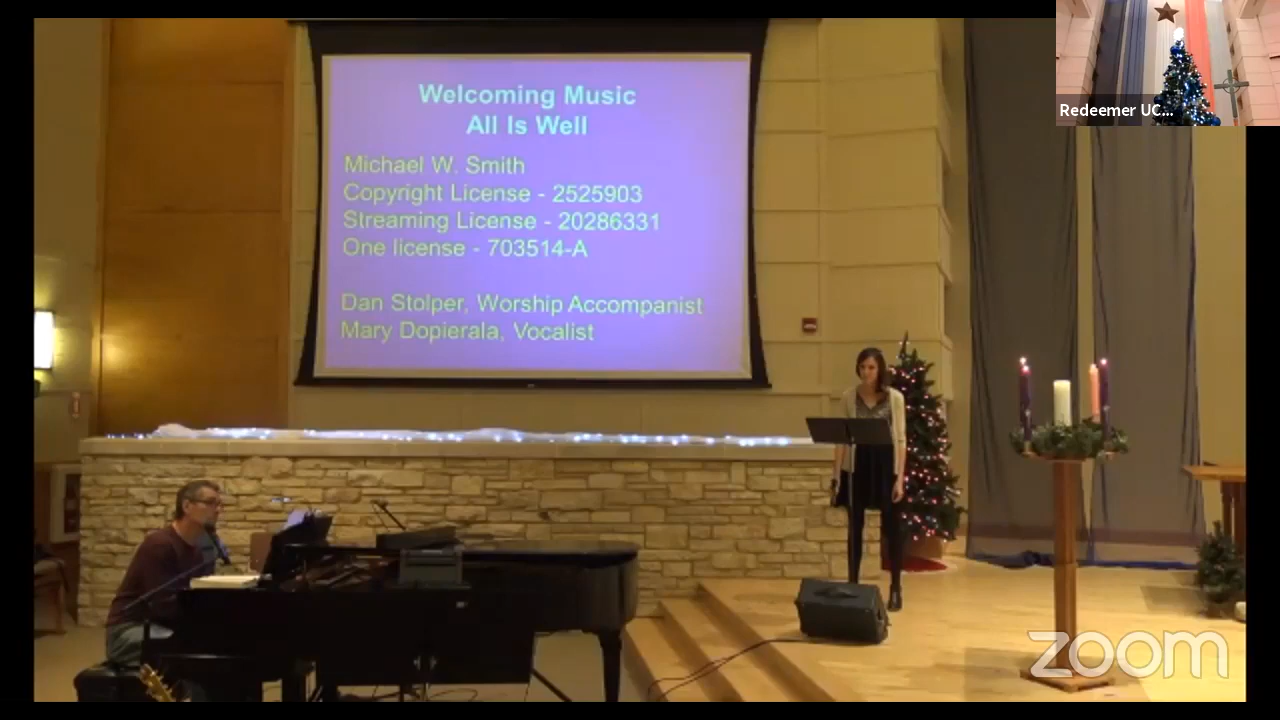 Welcoming Music
All Is Well
Michael W. Smith
Copyright License - 2525903
Streaming License - 20286331
One license - 703514-A
Dan Stolper, Worship Accompanist
Mary Dopierala, Vocalist
Redeemer UC...
zoom